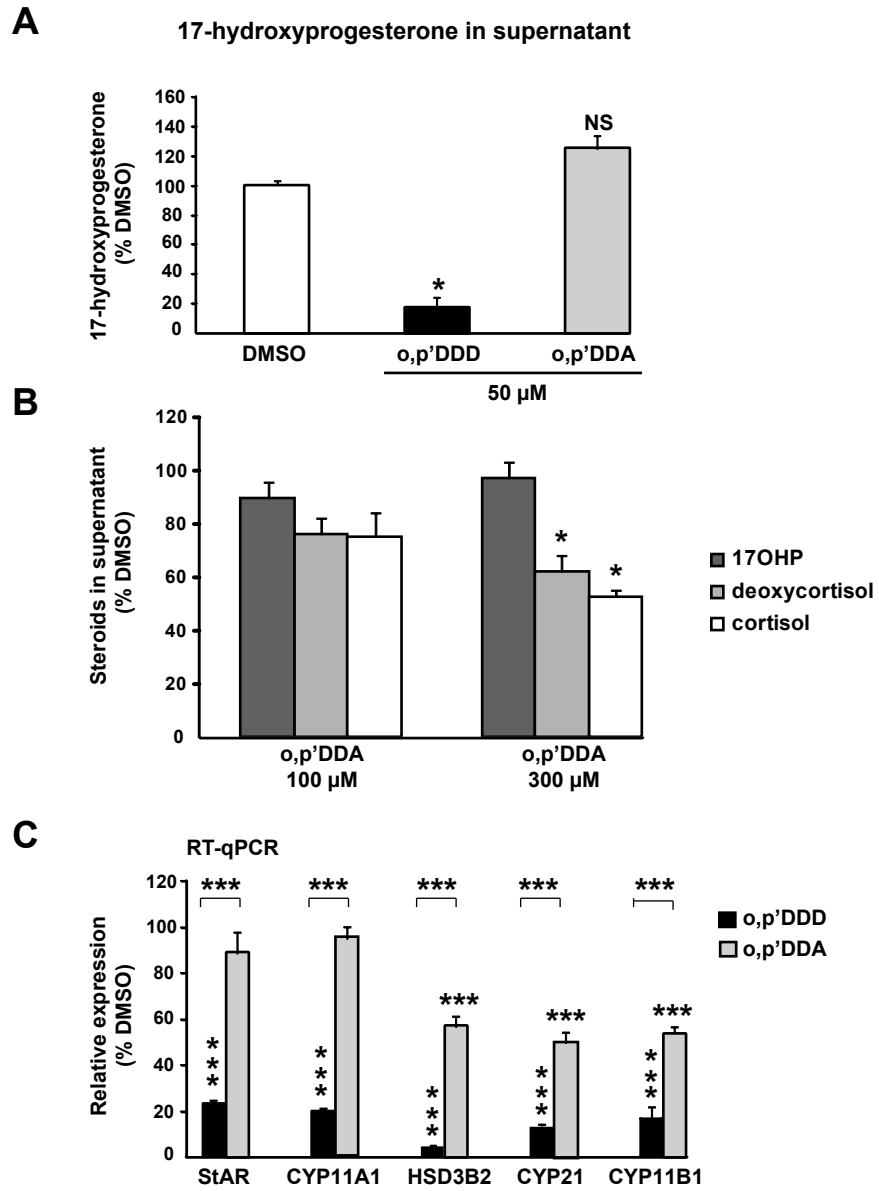 A
17-hydroxyprogesterone in supernatant
17-hydroxyprogesterone
(% DMSO)
160
140
120
100
80
60
40
20
0
NS
*
DMSO
o,p'DDD
o,p'DDA
50 µM
B
Steroids in supernatant
(% DMSO)
120
100
80
60
40
20
0
*
*
17OHP
deoxycortisol
cortisol
o,p'DDA
100 µM
o,p'DDA
300 µM
C
RT-qPCR
Relative expression
(% DMSO)
120
100
80
60
40
20
0
*** *** *** *** ***
*** *** ***
*** *** *** *** ***
o,p'DDD
o,p'DDA
StAR CYP11A1 HSD3B2 CYP21 CYP11B1